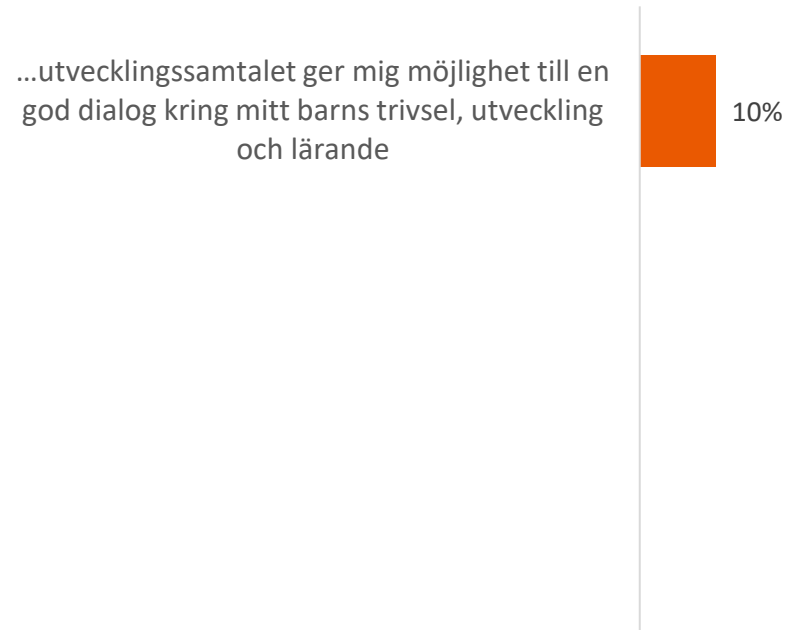 …utvecklingssamtalet ger mig möjlighet till en
god dialog kring mitt barns trivsel, utveckling
och lärande
10%